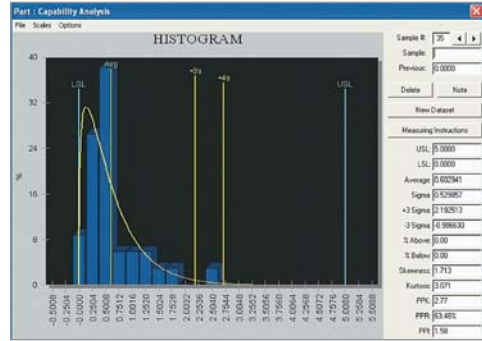 Part : Capability Analysis
File Scales Options
HISTOGRAM
LSL
Avg
+3s
+4s
USL
%
40
32
24
16
8
0
-0.5008
-0.2504
-0.0000
0.2504
0.5008
0.7512
1.0016
1.2520
1.5024
1.7528
2.0032
2.2536
2.5040
2.7544
3.0048
3.2552
3.5056
3.7560
4.0064
4.2568
4.5072
4.7576
5.0080
5.2584
5.5088
Sample #: 35
Sample:
Previous: 0.0000
Delete Note
New Dataset
Measuring Instructions
USL: 5.0000
LSL: 0.0000
Average: 0.602941
Sigma: 0.529857
+3 Sigma: 2.192513
-3 Sigma: -0.986630
% Above: 0.00
% Below: 0.00
Skewness: 1.713
Kurtosis: 3.071
PPK: 2.77
PPR: 63.46%
PPI: 1.58